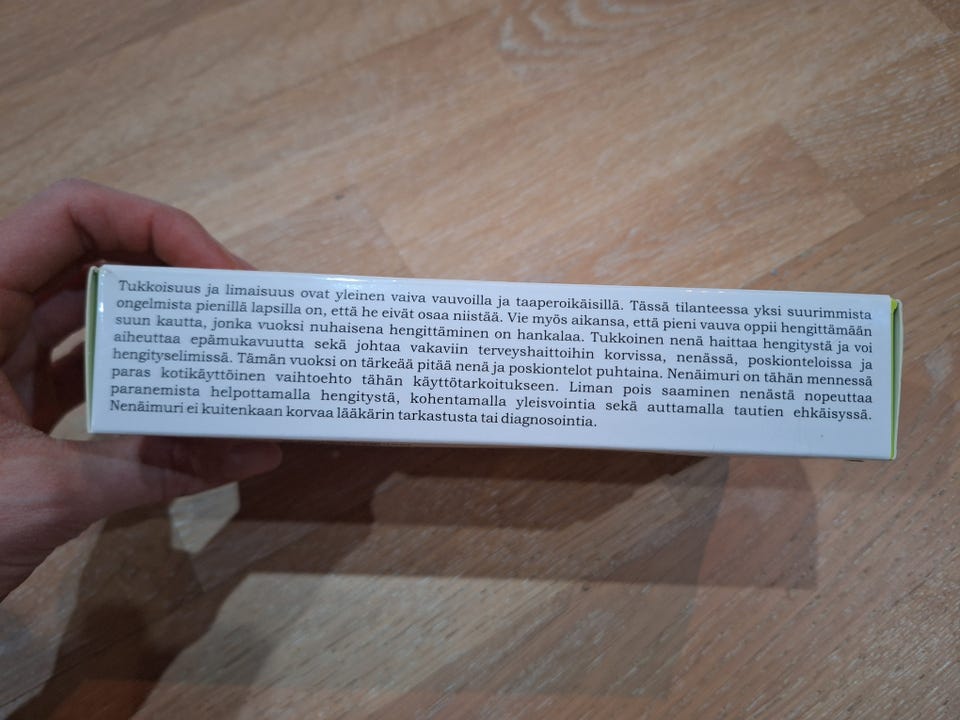 Tukkoisuus ja limaisuus ovat yleinen vaiva vauvoilla ja taaperoikäisillä. Tässä tilanteessa yksi suurimmista
ongelmista pienillä lapsilla on, että he eivät osaa niistää. Vie myös aikansa, että pieni vauva oppii hengittämään
suun kautta, jonka vuoksi nuhaisena hengittäminen on hankalaa. Tukkoinen nenä haittaa hengitystä ja voi
aiheuttaa epämukavuutta sekä johtaa vakaviin terveyshaittoihin korvissa, nenässä, poskionteloissa ja
hengityselimissä. Tämän vuoksi on tärkeää pitää nenä ja poskiontelot puhtaina. Nenäimuri on tähän mennessä
paras kotikäyttöinen vaihtoehto tähän käyttötarkoitukseen. Liman pois saaminen nenästä nopeuttaa
paranemista helpottamalla hengitystä, kohentamalla yleisvointia sekä auttamalla tautien ehkäisyssä.
Nenäimuri ei kuitenkaan korvaa lääkärin tarkastusta tai diagnosointia.